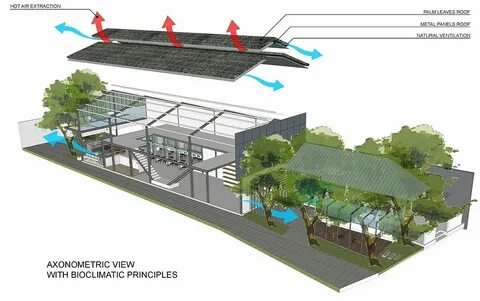 HOT AIR EXTRACTION
PALM LEAVES ROOF
METAL PANELS ROOF
NATURAL VENTILATION
AXONOMETRIC VIEW
WITH BIOCLIMATIC PRINCIPLES